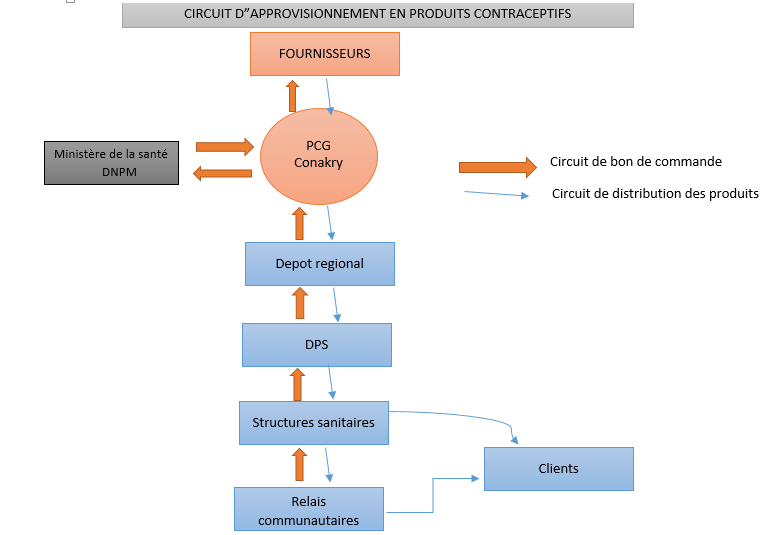 CIRCUIT D”APPROVISIONNEMENT EN PRODUITS CONTRACEPTIFS
FOURNISSEURS
PCG
Conakry
Ministère de la santé
DNPM
Circuit de bon de commande
Circuit de distribution des produits
Depot regional
DPS
Structures sanitaires
Clients
Relais
communautaires